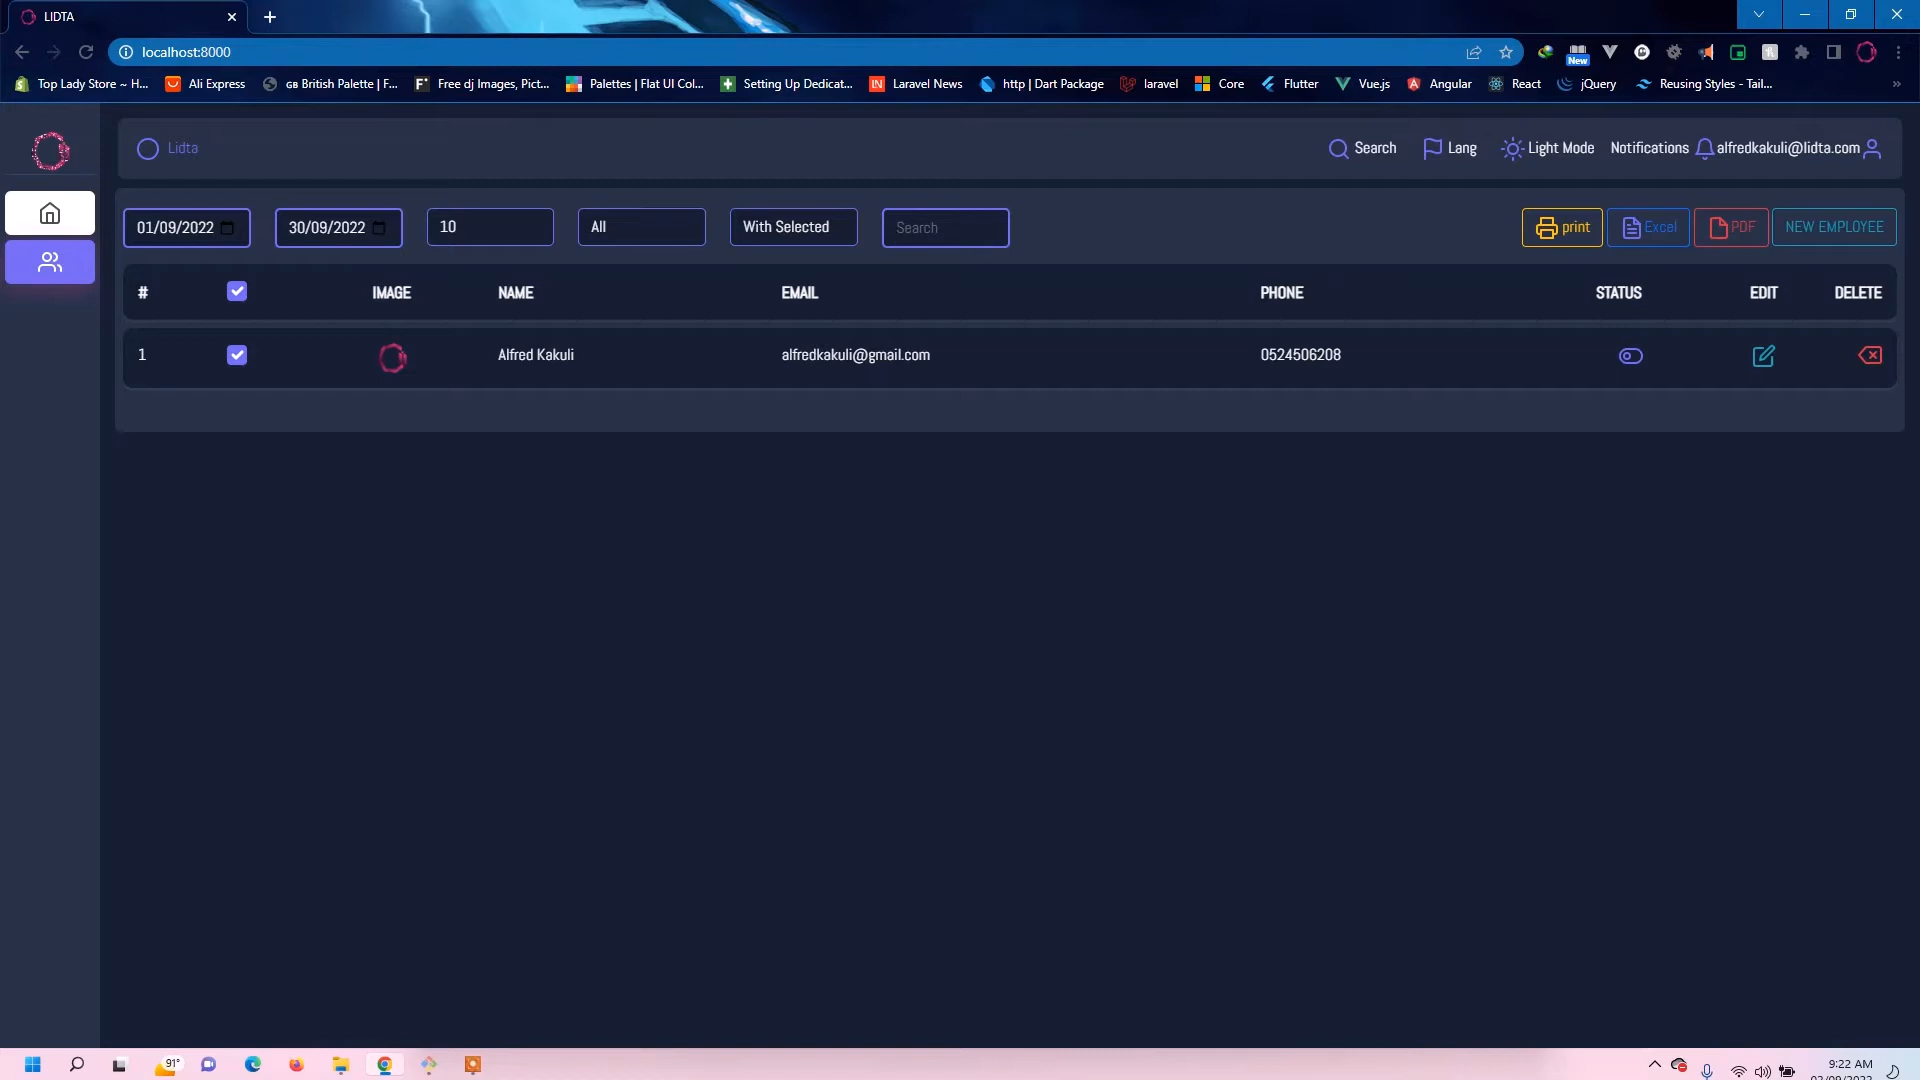 LIDTA
localhost:8000
New
Top Lady Store ~ H...
Ali Express
GB British Palette | F...
Free dj Images, Pict...
Palettes | Flat UI Col...
Setting Up Dedicat...
Laravel News
http | Dart Package
laravel
Core
Flutter
Vue.js
Angular
React
jQuery
Reusing Styles - Tail...
Lidta
Search
Lang
Light Mode
Notifications
alfredkakuli@lidta.com
01/09/2022
30/09/2022
10
All
With Selected
Search
print
Excel
PDF
NEW EMPLOYEE
# IMAGE NAME EMAIL PHONE STATUS EDIT DELETE
1 Alfred Kakuli alfredkakuli@gmail.com 0524506208
91°
9:22 AM